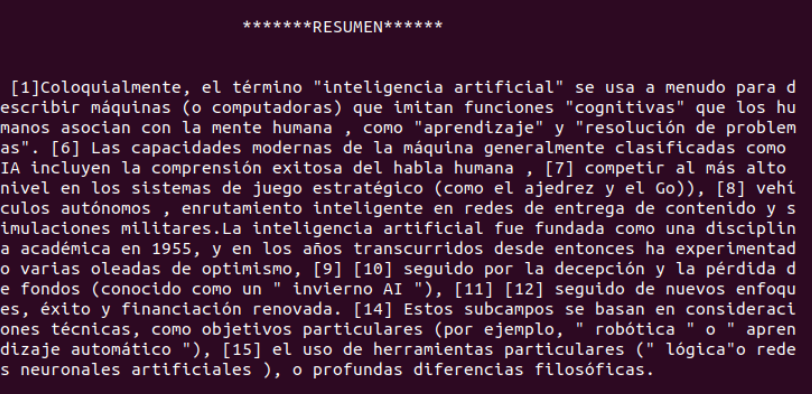 *******RESUMEN******
[1]Coloquialmente, el término "inteligencia artificial" se usa a menudo para d
escribir máquinas (o computadoras) que imitan funciones "cognitivas" que los hu
manos asocian con la mente humana , como "aprendizaje" y "resolución de problem
as". [6] Las capacidades modernas de la máquina generalmente clasificadas como
IA incluyen la comprensión exitosa del habla humana , [7] competir al más alto
nivel en los sistemas de juego estratégico (como el ajedrez y el Go)), [8] vehí
culos autónomos , enrutamiento inteligente en redes de entrega de contenido y s
imulaciones militares.La inteligencia artificial fue fundada como una disciplin
a académica en 1955, y en los años transcurridos desde entonces ha experimentad
o varias oleadas de optimismo, [9] [10] seguido por la decepción y la pérdida d
e fondos (conocido como un " invierno AI "), [11] [12] seguido de nuevos enfoqu
es, éxito y financiación renovada. [14] Estos subcampos se basan en consideraci
ones técnicas, como objetivos particulares (por ejemplo, " robótica " o " apren
dizaje automático "), [15] el uso de herramientas particulares (" lógica"o rede
s neuronales artificiales ), o profundas diferencias filosóficas.